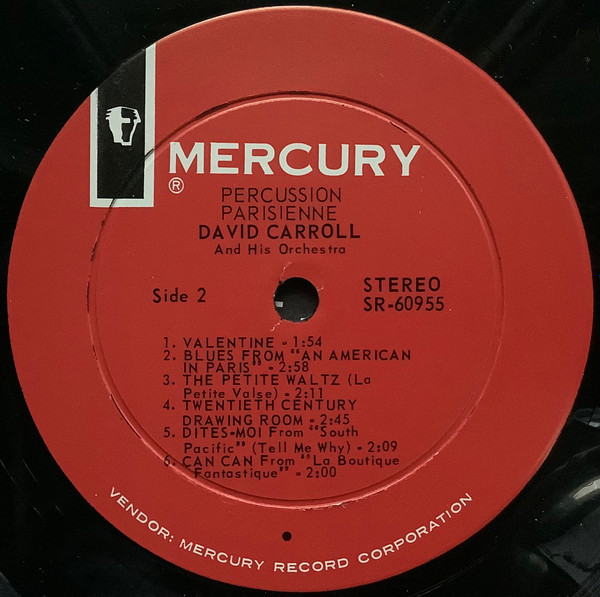 MERCURY
®
PERCUSSION
PARISIENNE
DAVID CARROLL
And His Orchestra
Side 2
STEREO
SR-60955
1. VALENTINE - 1:54
2. BLUES FROM "AN AMERICAN
IN PARIS" - 2:58
3. THE PETITE WALTZ (La
Petite Valse) - 2:11
4. TWENTIETH CENTURY
DRAWING ROOM - 2:45
5. DITES-MOI From "South
Pacific" (Tell Me Why) - 2:09
6. CAN CAN From "La Boutique
Fantastique" - 2:00
VENDOR: MERCURY RECORD CORPORATION